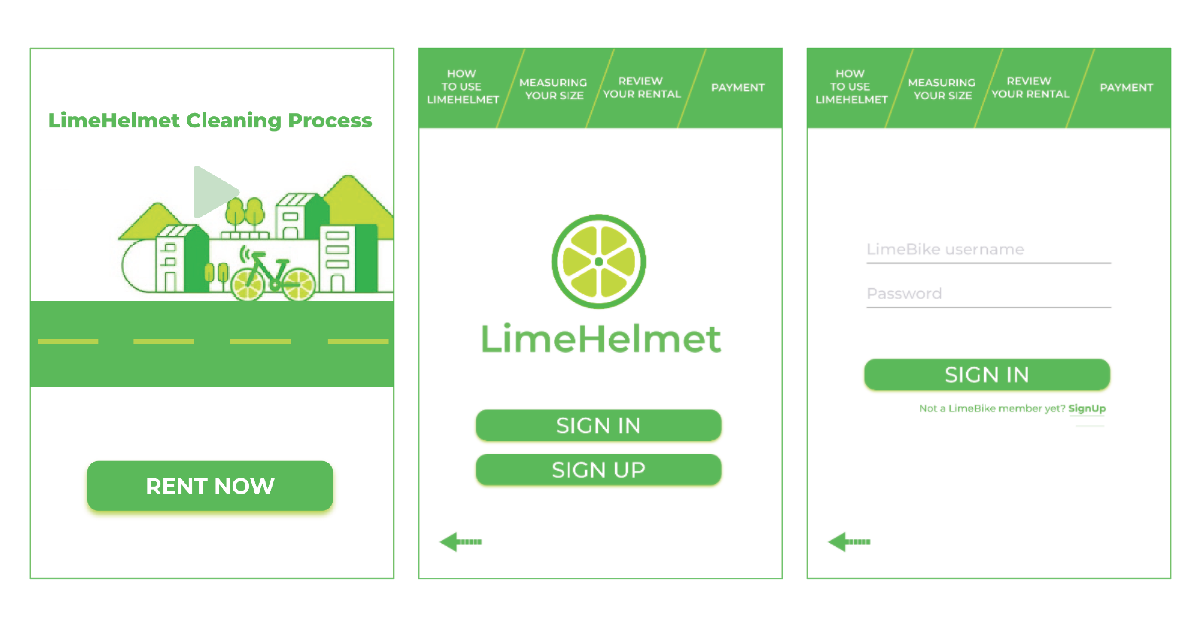 LimeHelmet Cleaning Process
RENT NOW
HOW
TO USE
LIMEHELMET
MEASURING
YOUR SIZE
REVIEW
YOUR RENTAL
PAYMENT
LimeHelmet
SIGN IN
SIGN UP
HOW
TO USE
LIMEHELMET
MEASURING
YOUR SIZE
REVIEW
YOUR RENTAL
PAYMENT
LimeBike username
Password
SIGN IN
Not a LimeBike member yet? SignUp